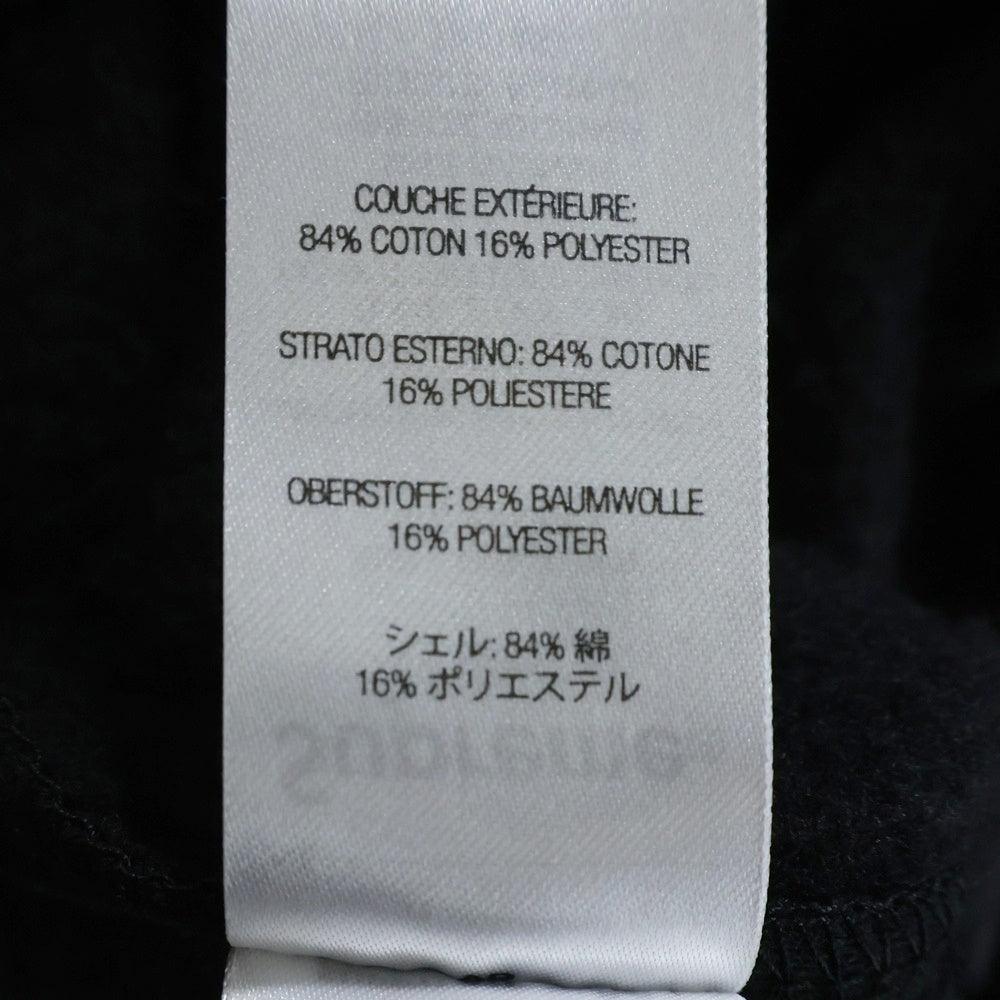 COUCHE EXTÉRIEURE:
84% COTON 16% POLYESTER
STRATO ESTERNO: 84% COTONE
16% POLIESTERE
OBERSTOFF: 84% BAUMWOLLE
16% POLYESTER
シェル: 84% 綿
16% ポリエステル
Supreme